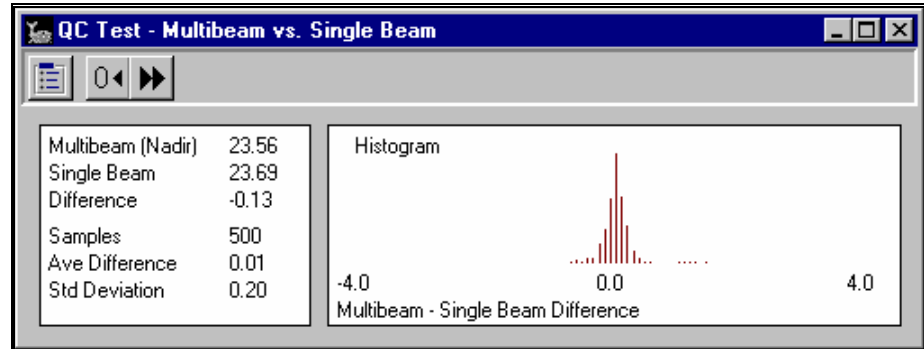 QC Test - Multibeam vs. Single Beam
0
Multibeam (Nadir) 23.56
Single Beam 23.69
Difference -0.13
Samples 500
Ave Difference 0.01
Std Deviation 0.20
Histogram
-4.0 0.0 4.0
Multibeam - Single Beam Difference